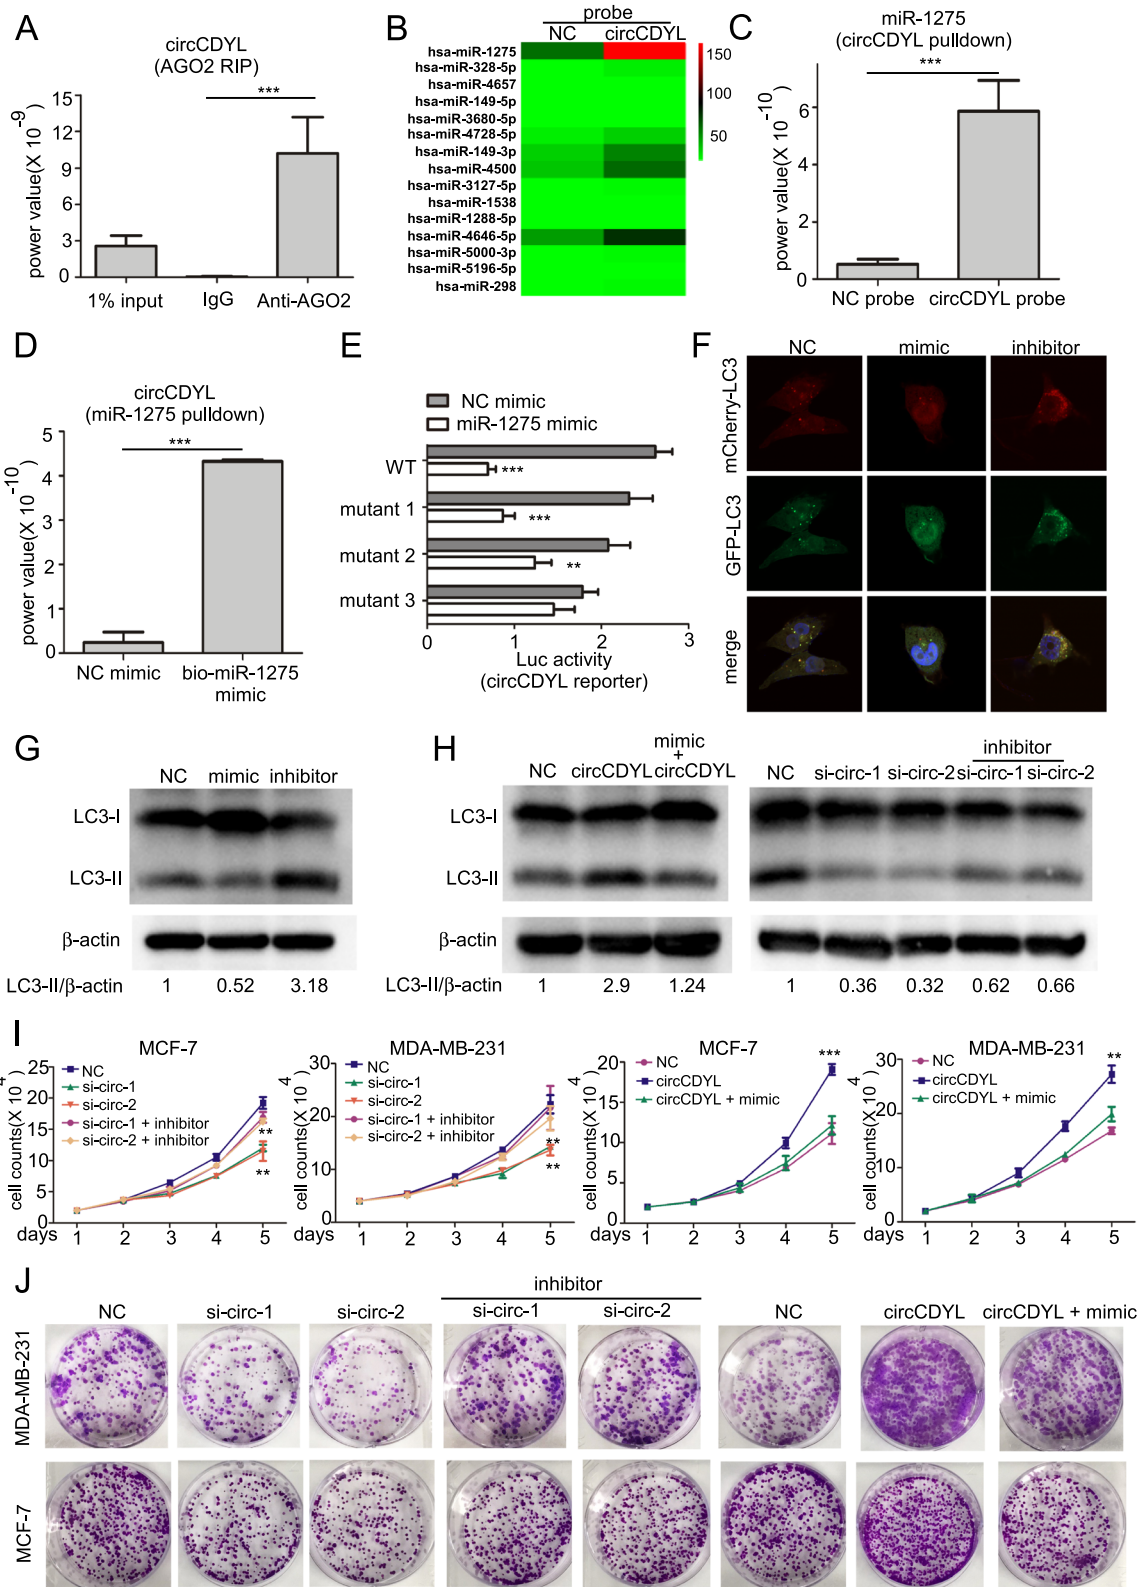 A
circCDYL
(AGO2 RIP)
power value(X 10 -9)
15
12
9
6
3
0
***
1% input
IgG
Anti-AGO2
B
probe
NC
circCDYL
hsa-miR-1275
hsa-miR-328-5p
hsa-miR-4657
hsa-miR-149-5p
hsa-miR-3680-5p
hsa-miR-4728-5p
hsa-miR-149-3p
hsa-miR-4500
hsa-miR-3127-5p
hsa-miR-1538
hsa-miR-1288-5p
hsa-miR-4646-5p
hsa-miR-5000-3p
hsa-miR-5196-5p
hsa-miR-298
150
100
50
C
miR-1275
(circCDYL pulldown)
power value(X 10 -10)
***
6
4
2
0
NC probe
circCDYL probe
D
circCDYL
(miR-1275 pulldown)
power value(X 10 -10)
***
5
4
3
2
1
0
NC mimic
bio-miR-1275
mimic
E
NC mimic
miR-1275 mimic
WT
***
mutant 1
***
mutant 2
**
mutant 3
0
1
2
3
Luc activity
(circCDYL reporter)
F
NC
mimic
inhibitor
mCherry-LC3
GFP-LC3
merge
G
NC
mimic
inhibitor
LC3-I
LC3-II
β-actin
LC3-II/β-actin
1
0.52
3.18
H
NC
circCDYL
mimic
+
circCDYL
NC
si-circ-1
si-circ-2
inhibitor
si-circ-1
si-circ-2
LC3-I
LC3-II
β-actin
LC3-II/β-actin
1
2.9
1.24
1
0.36
0.32
0.62
0.66
I
MCF-7
cell counts(X 10 4)
25
20
15
10
5
0
NC
si-circ-1
si-circ-2
si-circ-1 + inhibitor
si-circ-2 + inhibitor
**
**
days
1
2
3
4
5
MDA-MB-231
cell counts(X 10 4)
30
20
10
0
NC
si-circ-1
si-circ-2
si-circ-1 + inhibitor
si-circ-2 + inhibitor
**
**
1
2
3
4
5
MCF-7
cell counts(X 10 4)
20
15
10
5
0
NC
circCDYL
circCDYL + mimic
***
days
1
2
3
4
5
MDA-MB-231
cell counts(X 10 4)
30
20
10
0
NC
circCDYL
circCDYL + mimic
**
days
1
2
3
4
5
J
NC
si-circ-1
si-circ-2
inhibitor
si-circ-1
si-circ-2
NC
circCDYL
circCDYL + mimic
MDA-MB-231
MCF-7